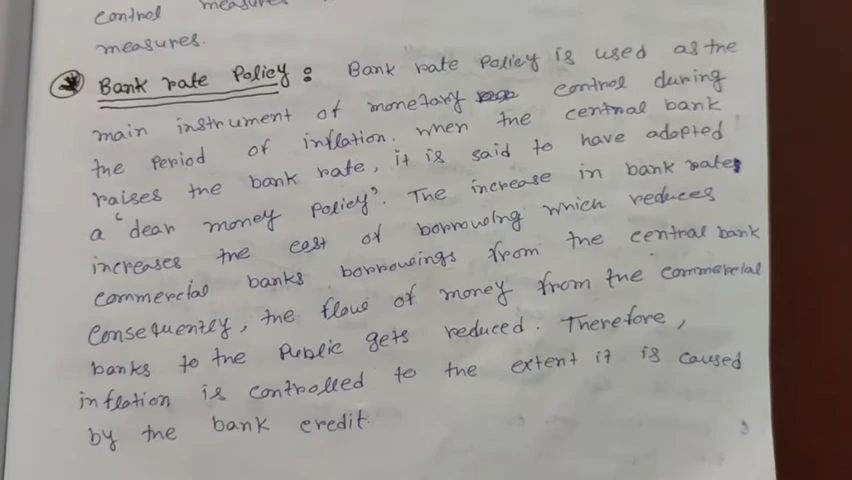 control measures
measures.
Bank rate Policy : Bank rate Policy is used as the
main instrument of monetary control during
the period of inflation. When the central bank
raises the bank rate, it is said to have adopted
a 'dear money Policy'. The increase in bank rate
increases the cost of borrowing which reduces
commercial banks borrowings from the central bank
Consequently, the flow of money from the commercial
banks to the Public gets reduced. Therefore,
inflation is controlled to the extent it is caused
by the bank credit.